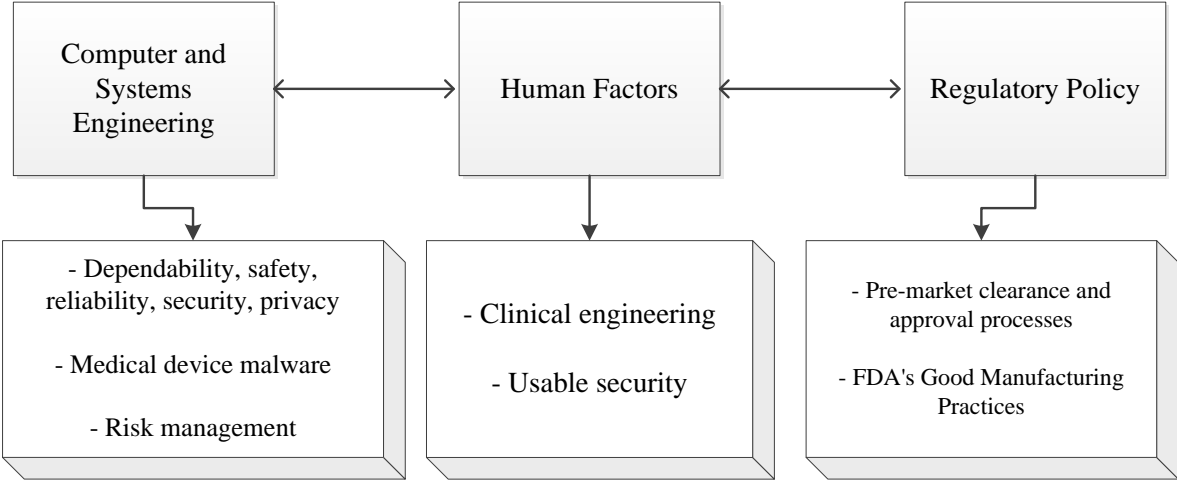 Computer and
Systems
Engineering
Human Factors
Regulatory Policy
- Dependability, safety,
reliability, security, privacy
- Medical device malware
- Risk management
- Clinical engineering
- Usable security
- Pre-market clearance and
approval processes
- FDA's Good Manufacturing
Practices